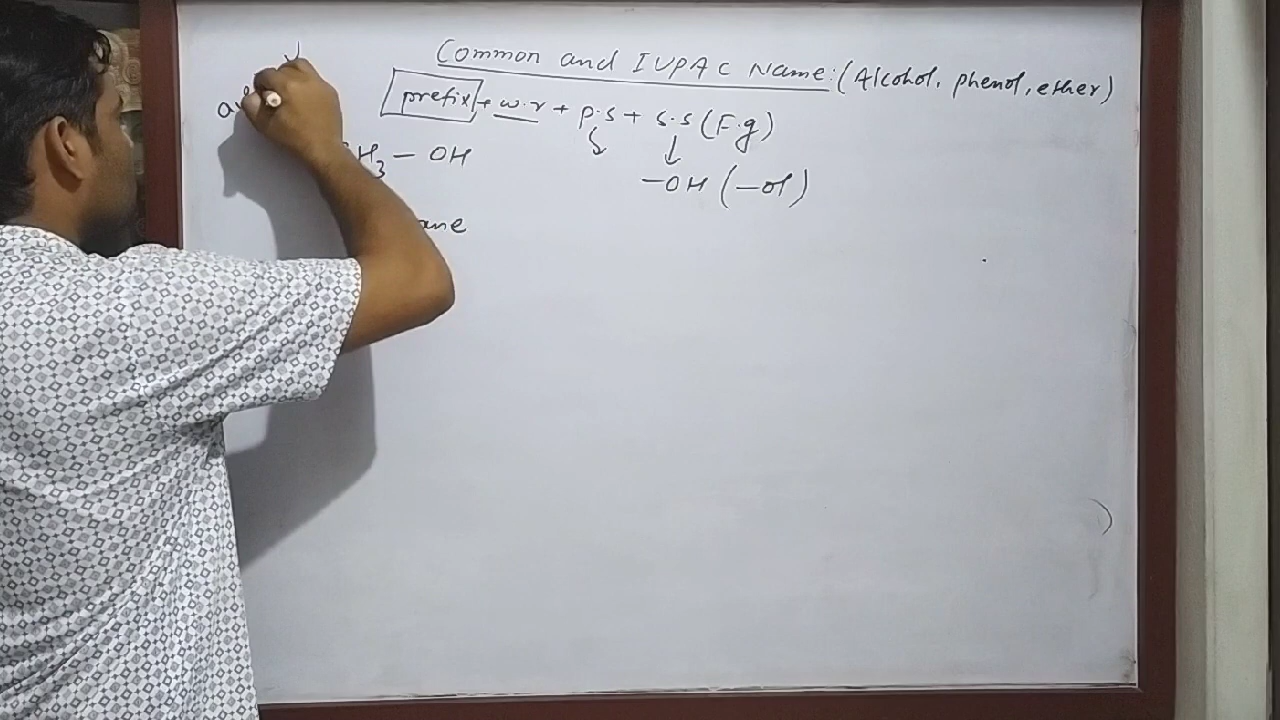 Common and IUPAC Name:(Alcohol, phenol, ether)
prefix + w.r + p.s + s.s (F.g)
H3 — OH
—OH (—ol)
ane